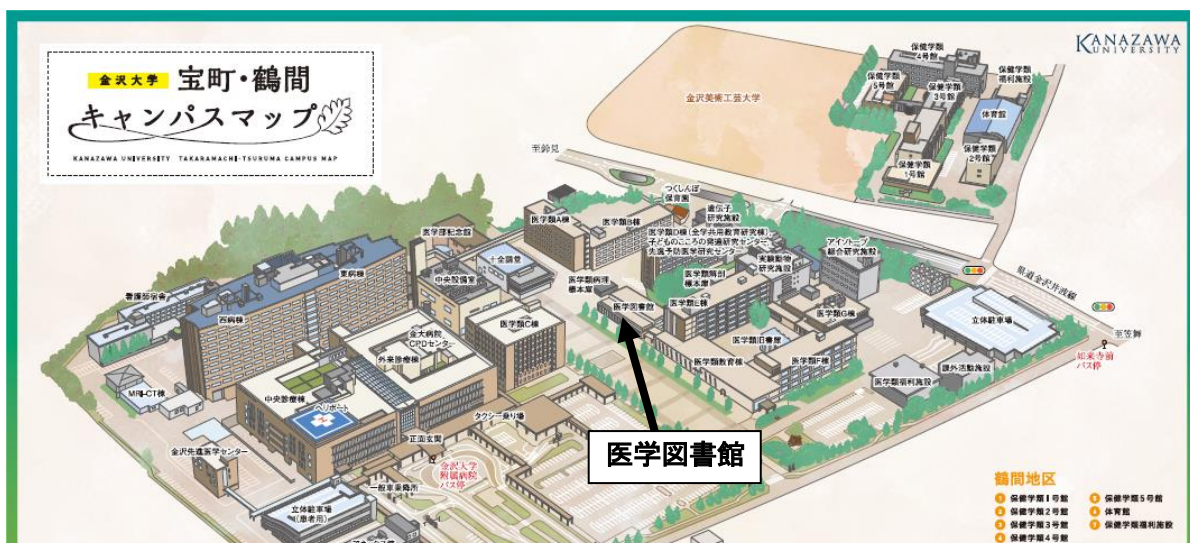 金沢大学 宝町・鶴間
キャンパスマップ
KANAZAWA UNIVERSITY TAKARAMACHI-TSURUMA CAMPUS MAP
KANAZAWA
UNIVERSITY
金沢美術工芸大学
保健学類
4号館
保健学類
5号館
保健学類
3号館
保健学類
福利施設
体育館
保健学類
1号館
保健学類
2号館
至鈴見
つくしんぼ
保育園
遺伝子
研究施設
医学類A棟
医学類B棟
医学類D棟(全学共用教育研究棟)
子どものこころの発達研究センター
先進予防医学研究センター
医学部記念館
十全講堂
中央設備室
医学類病理
標本庫
医学類解剖
標本庫
実験動物
研究施設
アイソトープ
総合研究施設
県道金沢井波線
東病棟
看護師宿舎
西病棟
医学図書館
医学類E棟
医学類G棟
立体駐車場
至笠舞
如来寺前
バス停
金大病院
CPDセンター
医学類C棟
外来診療棟
医学類旧書庫
医学類教育棟
医学類F棟
課外活動施設
医学類福利施設
MRI-CT棟
中央診療棟
ヘリポート
タクシー乗り場
正面玄関
医学図書館
金沢先進医学センター
金沢大学
附属病院
バス停
一般車乗降所
立体駐車場
(患者用)
鶴間地区
1 保健学類1号館
2 保健学類2号館
3 保健学類3号館
4 保健学類4号館
5 保健学類5号館
6 体育館
7 保健学類福利施設